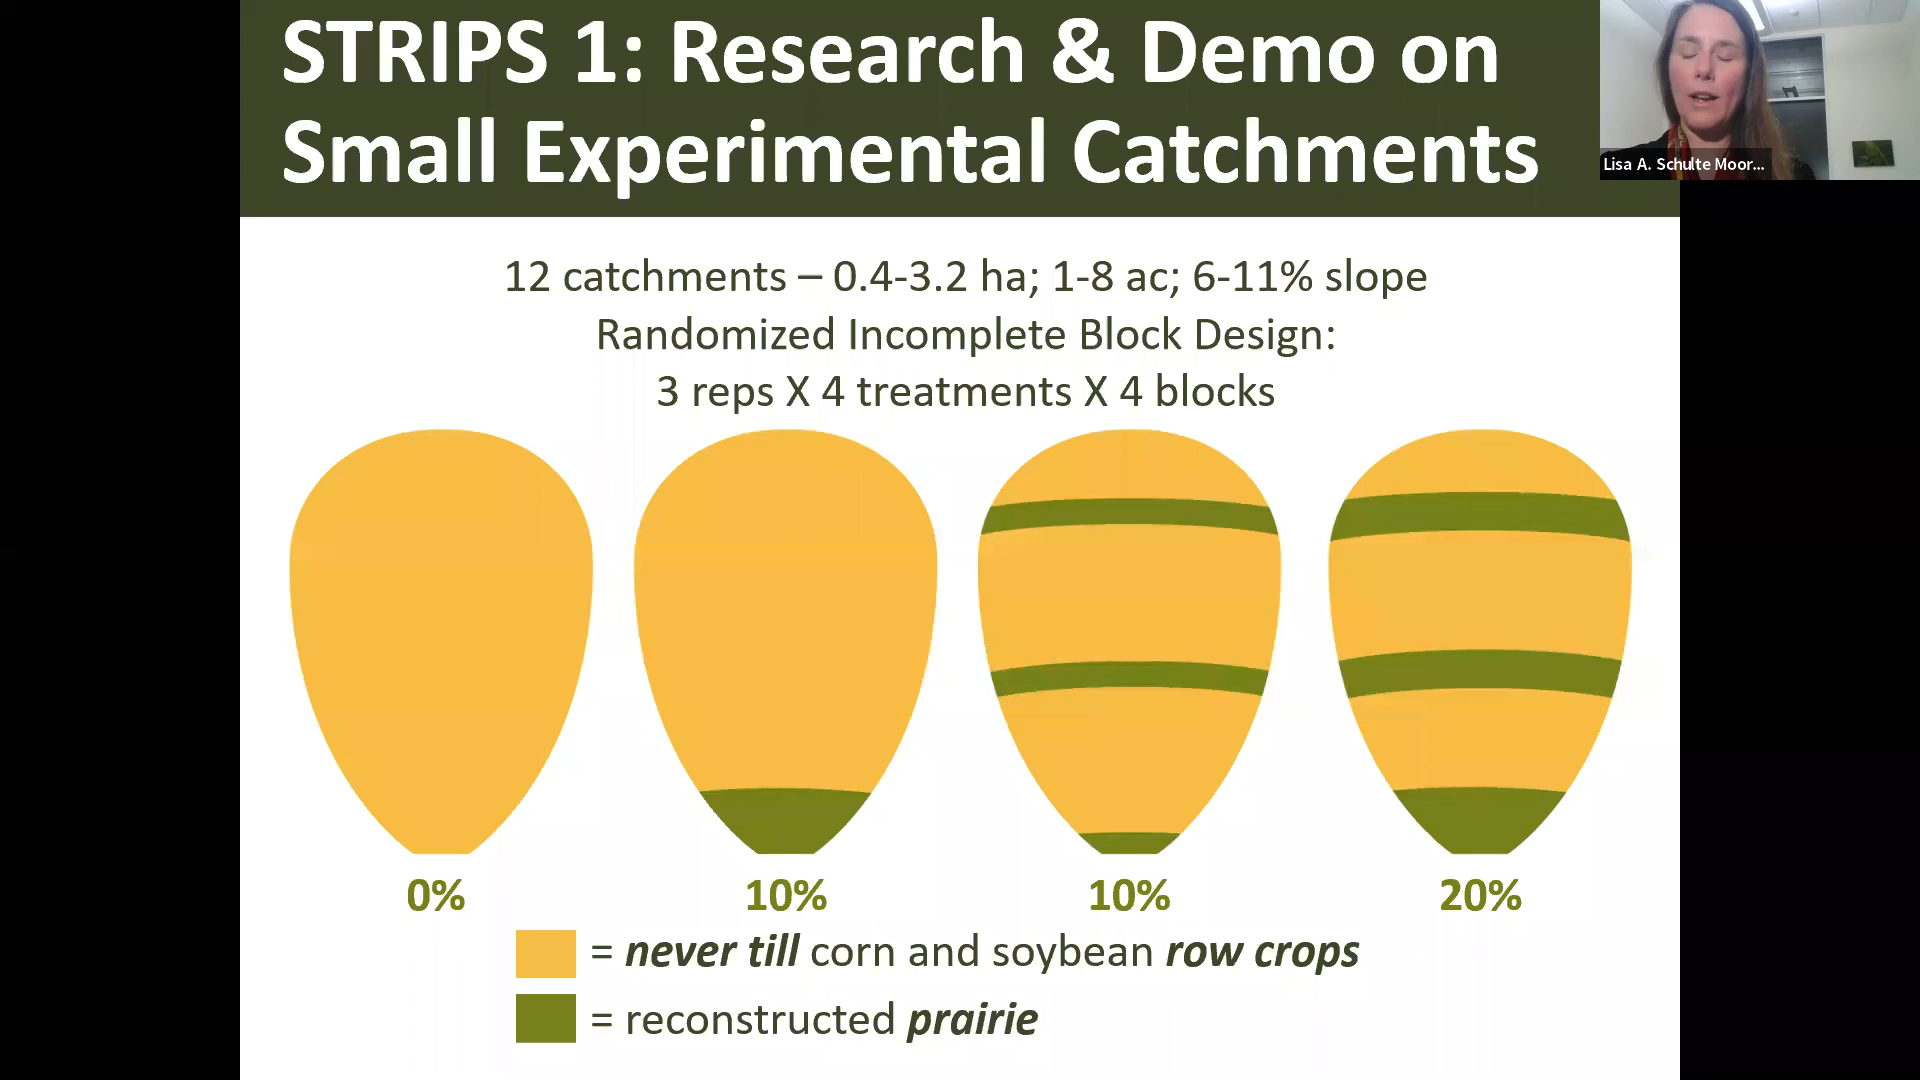 STRIPS 1: Research & Demo on
Small Experimental Catchments
Lisa A. Schulte Moor...
12 catchments – 0.4-3.2 ha; 1-8 ac; 6-11% slope
Randomized Incomplete Block Design:
3 reps X 4 treatments X 4 blocks
0% 10% 10% 20%
= never till corn and soybean row crops
= reconstructed prairie